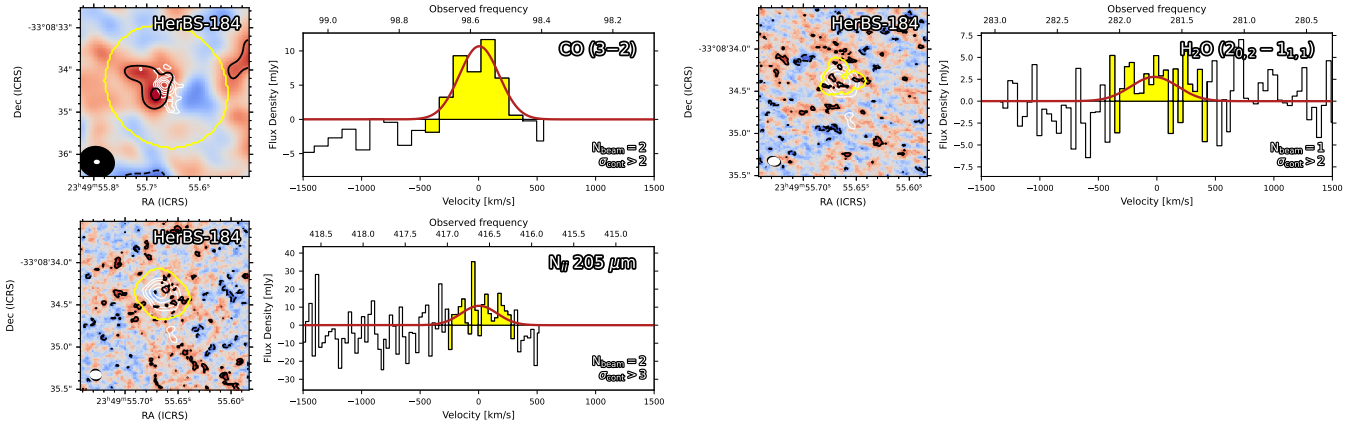 HerBS-184
-33°08'33"
34"
35"
36"
23ʰ49ᵐ55.8ˢ 55.7 55.6ˢ
RA (ICRS)
Dec (ICRS)
Observed frequency
99.0 98.8 98.6 98.4 98.2
CO (3−2)
10
5
0
−5
Flux Density [mJy]
N_beam = 2
σ_cont > 2
−1500 −1000 −500 0 500 1000 1500
Velocity [km/s]
HerBS-184
-33°08'34.0"
34.5"
35.0"
35.5"
23ʰ49ᵐ55.70ˢ 55.65ˢ 55.60ˢ
RA (ICRS)
Dec (ICRS)
Observed frequency
283.0 282.5 282.0 281.5 281.0 280.5
H₂O (2₀,₂ − 1₁,₁)
7.5
5.0
2.5
0.0
−2.5
−5.0
−7.5
Flux Density [mJy]
N_beam = 1
σ_cont > 2
−1500 −1000 −500 0 500 1000 1500
Velocity [km/s]
HerBS-184
-33°08'34.0"
34.5"
35.0"
35.5"
23ʰ49ᵐ55.70ˢ 55.65ˢ 55.60ˢ
RA (ICRS)
Dec (ICRS)
Observed frequency
418.5 418.0 417.5 417.0 416.5 416.0 415.5 415.0
N_ii 205 μm
40
30
20
10
0
−10
−20
−30
Flux Density [mJy]
N_beam = 2
σ_cont > 3
−1500 −1000 −500 0 500 1000 1500
Velocity [km/s]